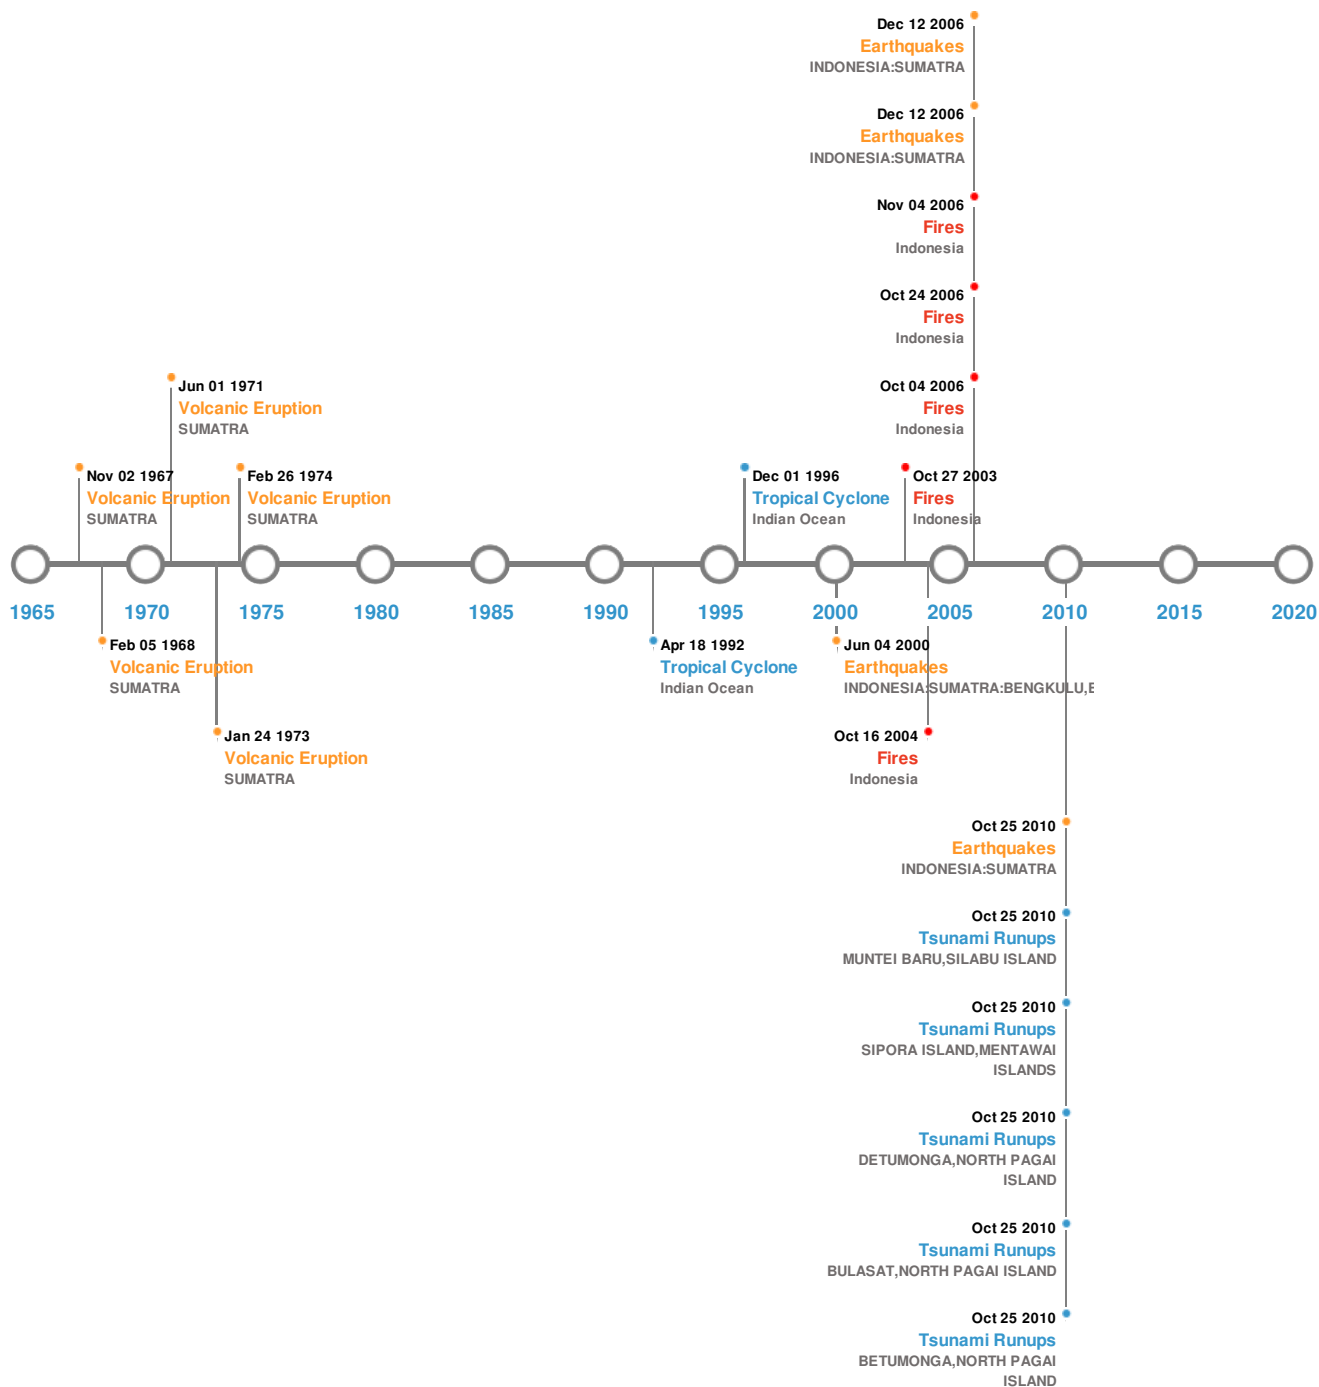 Dec 12 2006
Earthquakes
INDONESIA:SUMATRA
Dec 12 2006
Earthquakes
INDONESIA:SUMATRA
Nov 04 2006
Fires
Indonesia
Oct 24 2006
Fires
Indonesia
Oct 04 2006
Fires
Indonesia
Jun 01 1971
Volcanic Eruption
SUMATRA
Nov 02 1967
Volcanic Eruption
SUMATRA
Feb 26 1974
Volcanic Eruption
SUMATRA
Dec 01 1996
Tropical Cyclone
Indian Ocean
Oct 27 2003
Fires
Indonesia
1965 1970 1975 1980 1985 1990 1995 2000 2005 2010 2015 2020
Feb 05 1968
Volcanic Eruption
SUMATRA
Apr 18 1992
Tropical Cyclone
Indian Ocean
Jun 04 2000
Earthquakes
INDONESIA:SUMATRA:BENGKULU,E
Jan 24 1973
Volcanic Eruption
SUMATRA
Oct 16 2004
Fires
Indonesia
Oct 25 2010
Earthquakes
INDONESIA:SUMATRA
Oct 25 2010
Tsunami Runups
MUNTEI BARU,SILABU ISLAND
Oct 25 2010
Tsunami Runups
SIPORA ISLAND,MENTAWAI
ISLANDS
Oct 25 2010
Tsunami Runups
DETUMONGA,NORTH PAGAI
ISLAND
Oct 25 2010
Tsunami Runups
BULASAT,NORTH PAGAI ISLAND
Oct 25 2010
Tsunami Runups
BETUMONGA,NORTH PAGAI
ISLAND